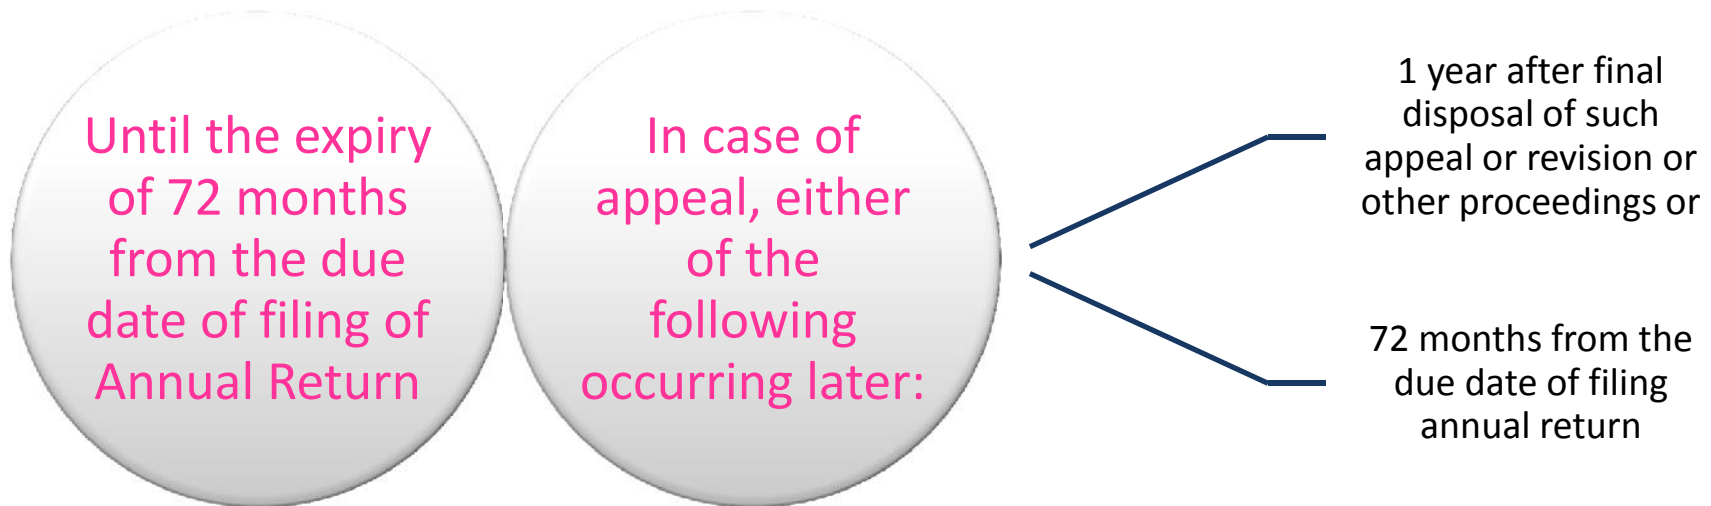 Until the expiry
of 72 months
from the due
date of filing of
Annual Return
In case of
appeal, either
of the
following
occurring later:
1 year after final
disposal of such
appeal or revision or
other proceedings or
72 months from the
due date of filing
annual return